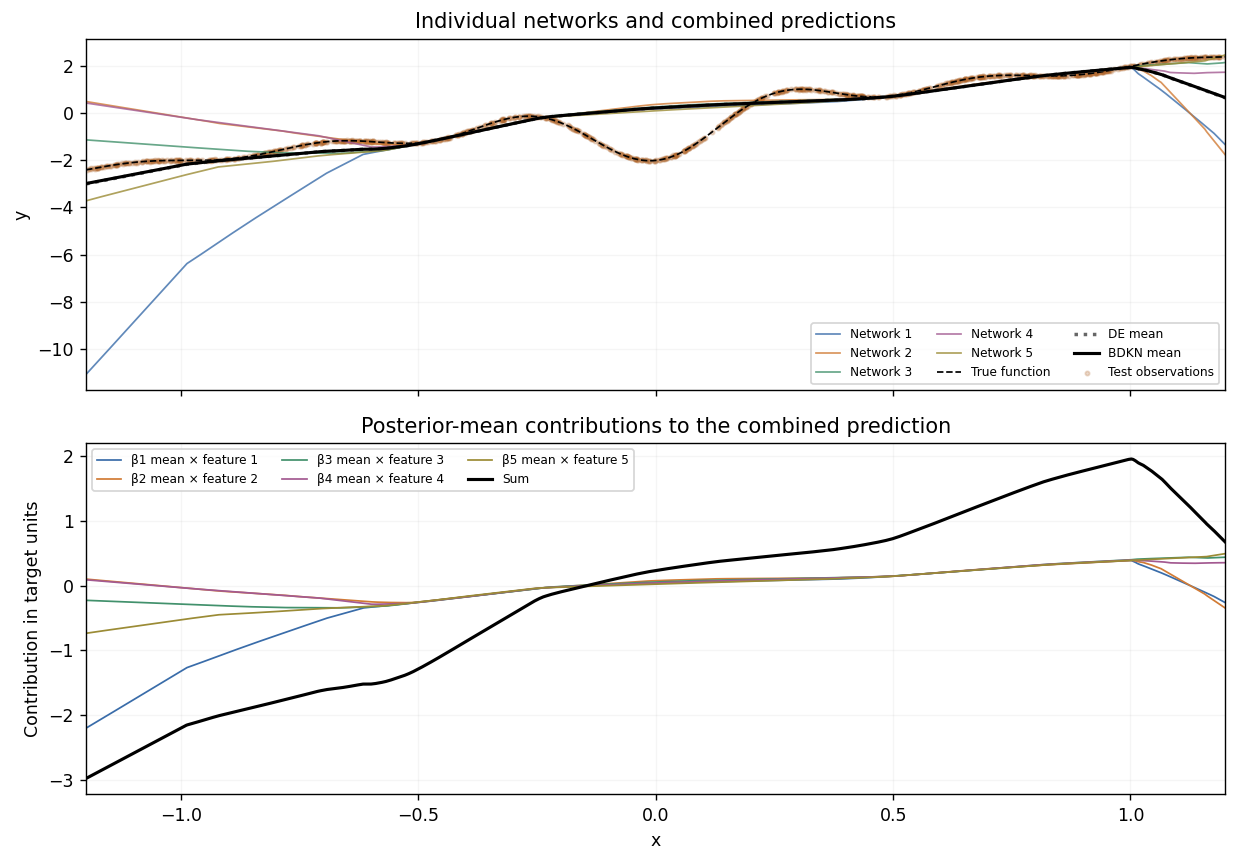 Individual networks and combined predictions
2
0
−2
−4
−6
−8
−10
y
Network 1
Network 2
Network 3
Network 4
Network 5
True function
DE mean
BDKN mean
Test observations
Posterior-mean contributions to the combined prediction
β1 mean × feature 1
β2 mean × feature 2
β3 mean × feature 3
β4 mean × feature 4
β5 mean × feature 5
Sum
2
1
0
−1
−2
−3
Contribution in target units
−1.0
−0.5
0.0
0.5
1.0
x